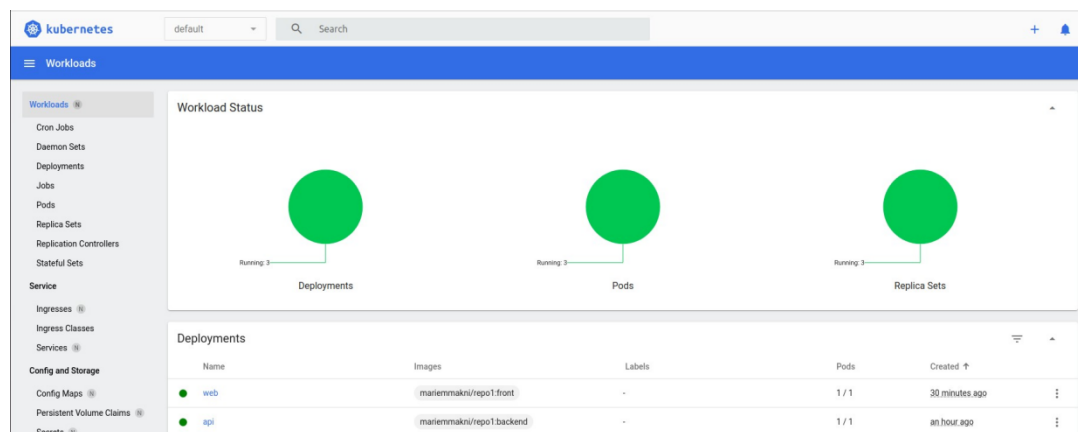 kubernetes
default
Search
+
Workloads
Workloads N
Cron Jobs
Daemon Sets
Deployments
Jobs
Pods
Replica Sets
Replication Controllers
Stateful Sets
Service
Ingresses N
Ingress Classes
Services N
Config and Storage
Config Maps N
Persistent Volume Claims N
Secrets N
Workload Status
Running: 3
Deployments
Running: 3
Pods
Running: 3
Replica Sets
Deployments
Name Images Labels Pods Created ↑
web mariemmakni/repo1:front - 1 / 1 30 minutes ago
api mariemmakni/repo1:backend - 1 / 1 an hour ago